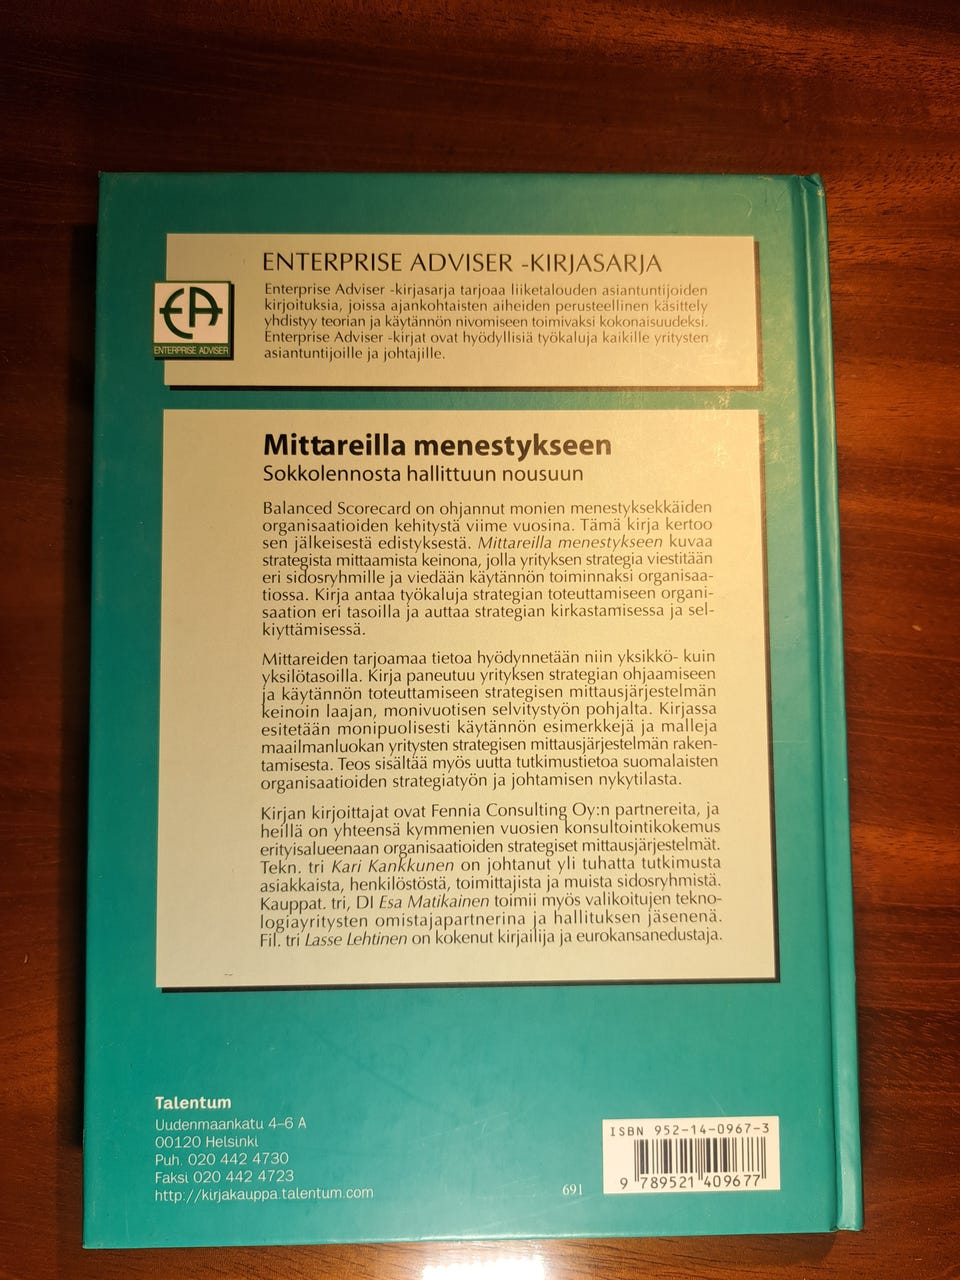 ENTERPRISE ADVISER -KIRJASARJA
Enterprise Adviser -kirjasarja tarjoaa liiketalouden asiantuntijoiden
kirjoituksia, joissa ajankohtaisten aiheiden perusteellinen käsittely
yhdistyy teorian ja käytännön nivomiseen toimivaksi kokonaisuudeksi.
Enterprise Adviser -kirjat ovat hyödyllisiä työkaluja kaikille yritysten
asiantuntijoille ja johtajille.
EA
ENTERPRISE ADVISER
Mittareilla menestykseen
Sokkolennosta hallittuun nousuun
Balanced Scorecard on ohjannut monien menestyksekkäiden
organisaatioiden kehitystä viime vuosina. Tämä kirja kertoo
sen jälkeisestä edistyksestä. Mittareilla menestykseen kuvaa
strategista mittaamista keinona, jolla yrityksen strategia viestitään
eri sidosryhmille ja viedään käytännön toiminnaksi organisaa-
tiossa. Kirja antaa työkaluja strategian toteuttamiseen organi-
saation eri tasoilla ja auttaa strategian kirkastamisessa ja sel-
kiyttämisessä.
Mittareiden tarjoamaa tietoa hyödynnetään niin yksikkö- kuin
yksilötasoilla. Kirja paneutuu yrityksen strategian ohjaamiseen
ja käytännön toteuttamiseen strategisen mittausjärjestelmän
keinoin laajan, monivuotisen selvitystyön pohjalta. Kirjassa
esitetään monipuolisesti käytännön esimerkkejä ja malleja
maailmanluokan yritysten strategisen mittausjärjestelmän raken-
tamisesta. Teos sisältää myös uutta tutkimustietoa suomalaisten
organisaatioiden strategiatyön ja johtamisen nykytilasta.
Kirjan kirjoittajat ovat Fennia Consulting Oy:n partnereita, ja
heillä on yhteensä kymmenien vuosien konsultointikokemus
erityisalueenaan organisaatioiden strategiset mittausjärjestelmät.
Tekn. tri Kari Kankkunen on johtanut yli tuhatta tutkimusta
asiakkaista, henkilöstöstä, toimittajista ja muista sidosryhmistä.
Kauppat. tri, DI Esa Matikainen toimii myös valikoitujen tekno-
logiayritysten omistajapartnerina ja hallituksen jäsenenä.
Fil. tri Lasse Lehtinen on kokenut kirjailija ja eurokansanedustaja.
Talentum
Uudenmaankatu 4-6 A
00120 Helsinki
Puh. 020 442 4730
Faksi 020 442 4723
http://kirjakauppa.talentum.com
691
ISBN 952-14-0967-3
9 789521 409677